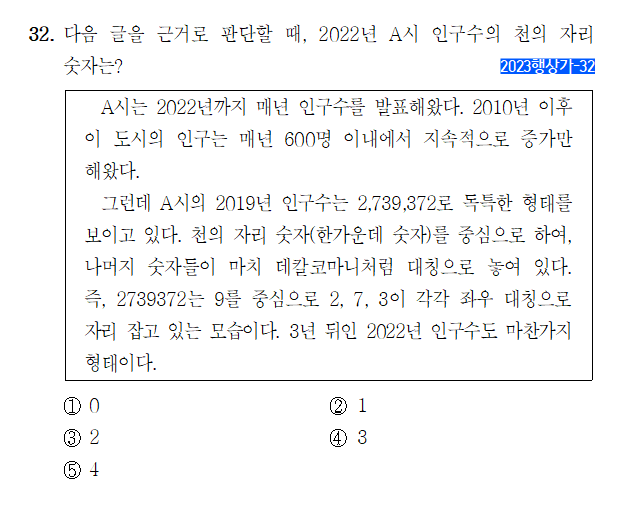 32. 다음 글을 근거로 판단할 때, 2022년 A시 인구수의 천의 자리
숫자는?
2023행상가-32
A시는 2022년까지 매년 인구수를 발표해왔다. 2010년 이후
이 도시의 인구는 매년 600명 이내에서 지속적으로 증가만
해왔다.
그런데 A시의 2019년 인구수는 2,739,372로 독특한 형태를
보이고 있다. 천의 자리 숫자(한가운데 숫자)를 중심으로 하여,
나머지 숫자들이 마치 데칼코마니처럼 대칭으로 놓여 있다.
즉, 2739372는 9를 중심으로 2, 7, 3이 각각 좌우 대칭으로
자리 잡고 있는 모습이다. 3년 뒤인 2022년 인구수도 마찬가지
형태이다.
① 0
② 1
③ 2
④ 3
⑤ 4